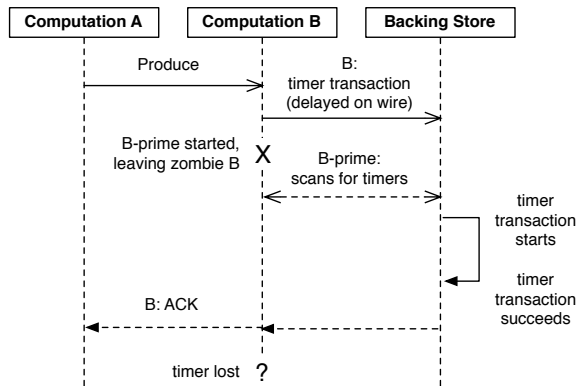 Computation A
Computation B
Backing Store
Produce
B:
timer transaction
(delayed on wire)
B-prime started,
leaving zombie B
X
B-prime:
scans for timers
timer
transaction
starts
timer
transaction
succeeds
B: ACK
timer lost
?